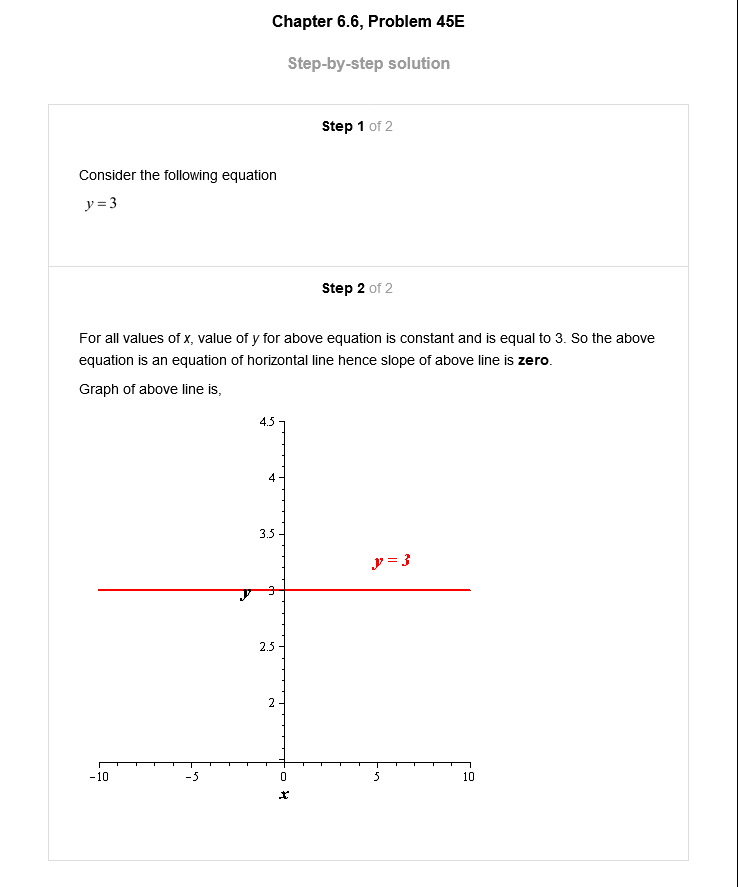 Chapter 6.6, Problem 45E
Step-by-step solution
Step 1 of 2
Consider the following equation
y = 3
Step 2 of 2
For all values of x, value of y for above equation is constant and is equal to 3. So the above
equation is an equation of horizontal line hence slope of above line is zero.
Graph of above line is,
4.5
4
3.5
y = 3
y 3
2.5
2
−10 −5 0 5 10
x